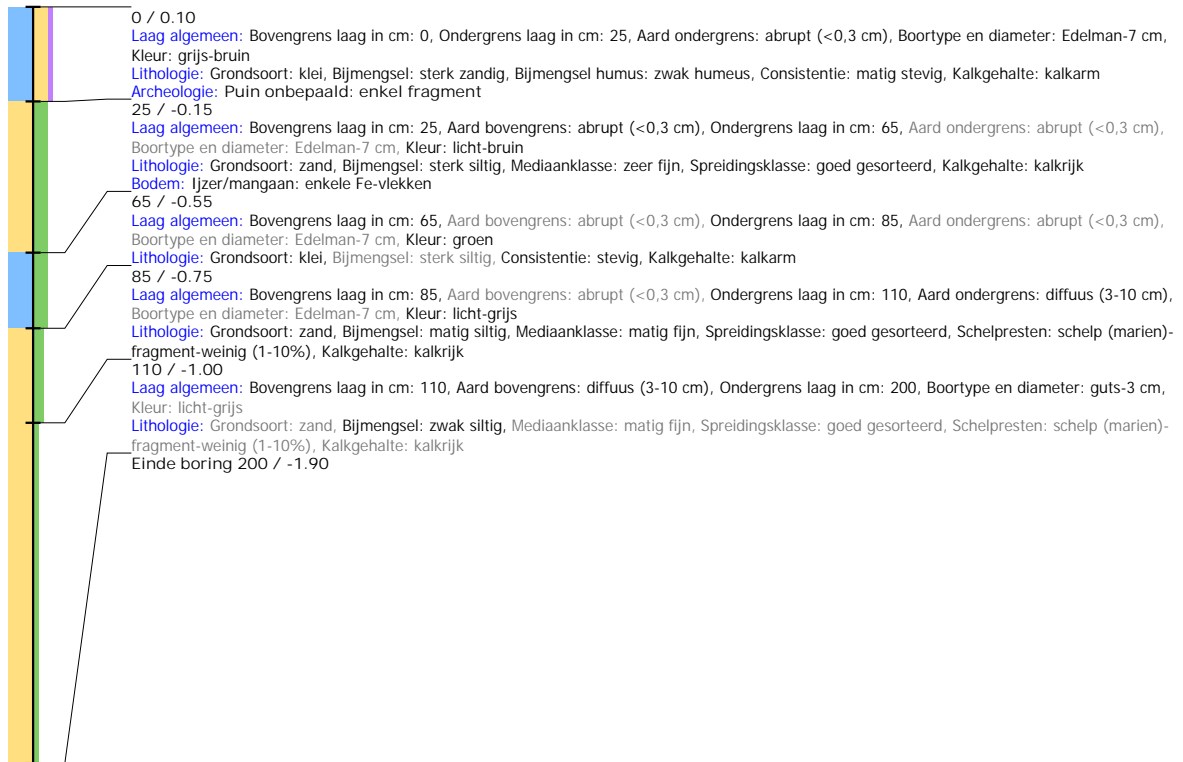 0 / 0.10
Laag algemeen: Bovengrens laag in cm: 0, Ondergrens laag in cm: 25, Aard ondergrens: abrupt (<0,3 cm), Boortype en diameter: Edelman-7 cm,
Kleur: grijs-bruin
Lithologie: Grondsoort: klei, Bijmengsel: sterk zandig, Bijmengsel humus: zwak humeus, Consistentie: matig stevig, Kalkgehalte: kalkarm
Archeologie: Puin onbepaald: enkel fragment
25 / -0.15
Laag algemeen: Bovengrens laag in cm: 25, Aard bovengrens: abrupt (<0,3 cm), Ondergrens laag in cm: 65, Aard ondergrens: abrupt (<0,3 cm),
Boortype en diameter: Edelman-7 cm, Kleur: licht-bruin
Lithologie: Grondsoort: zand, Bijmengsel: sterk siltig, Mediaanklasse: zeer fijn, Spreidingsklasse: goed gesorteerd, Kalkgehalte: kalkrijk
Bodem: Ijzer/mangaan: enkele Fe-vlekken
65 / -0.55
Laag algemeen: Bovengrens laag in cm: 65, Aard bovengrens: abrupt (<0,3 cm), Ondergrens laag in cm: 85, Aard ondergrens: abrupt (<0,3 cm),
Boortype en diameter: Edelman-7 cm, Kleur: groen
Lithologie: Grondsoort: klei, Bijmengsel: sterk siltig, Consistentie: stevig, Kalkgehalte: kalkarm
85 / -0.75
Laag algemeen: Bovengrens laag in cm: 85, Aard bovengrens: abrupt (<0,3 cm), Ondergrens laag in cm: 110, Aard ondergrens: diffuus (3-10 cm),
Boortype en diameter: Edelman-7 cm, Kleur: licht-grijs
Lithologie: Grondsoort: zand, Bijmengsel: matig siltig, Mediaanklasse: matig fijn, Spreidingsklasse: goed gesorteerd, Schelpresten: schelp (marien)-
fragment-weinig (1-10%), Kalkgehalte: kalkrijk
110 / -1.00
Laag algemeen: Bovengrens laag in cm: 110, Aard bovengrens: diffuus (3-10 cm), Ondergrens laag in cm: 200, Boortype en diameter: guts-3 cm,
Kleur: licht-grijs
Lithologie: Grondsoort: zand, Bijmengsel: zwak siltig, Mediaanklasse: matig fijn, Spreidingsklasse: goed gesorteerd, Schelpresten: schelp (marien)-
fragment-weinig (1-10%), Kalkgehalte: kalkrijk
Einde boring 200 / -1.90